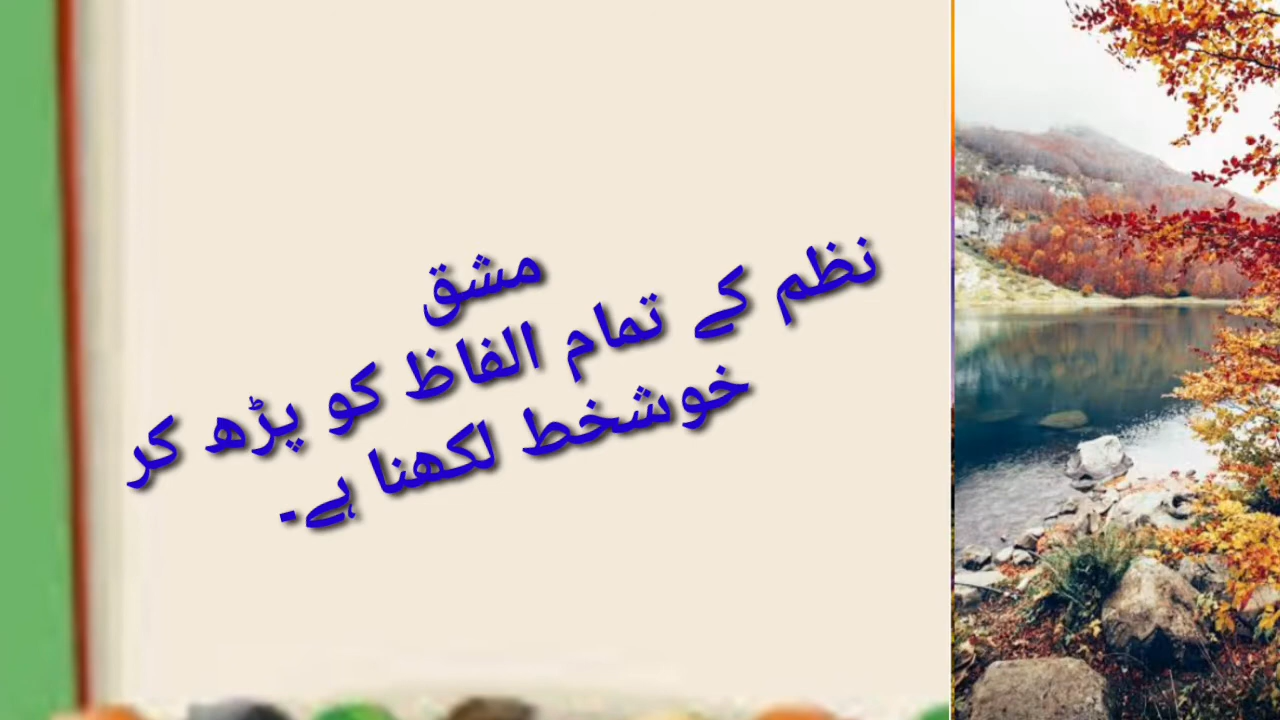 مشق
نظم کے تمام الفاظ کو پڑھ کر
خوشخط لکھنا ہے۔